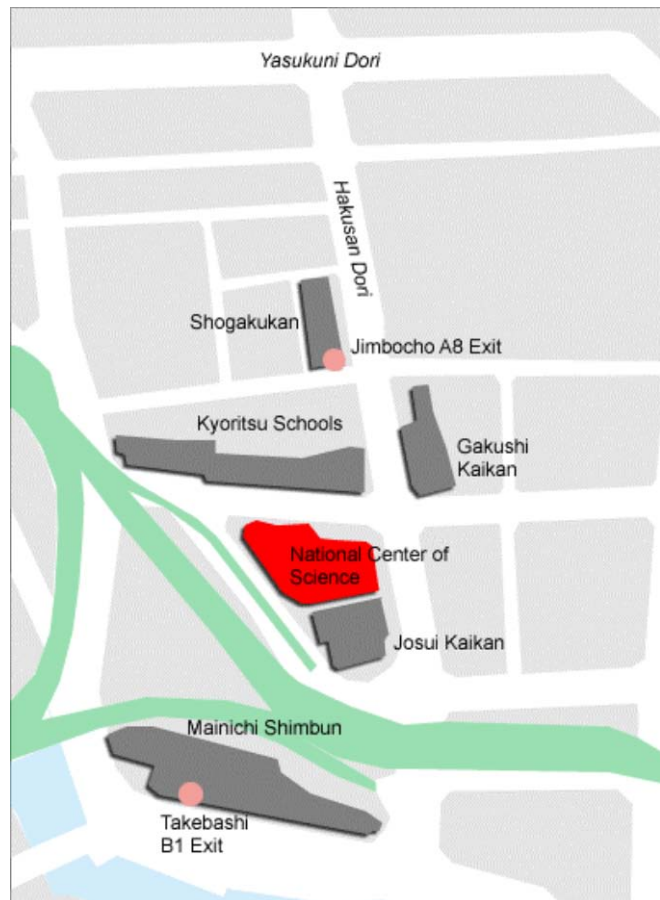 Yasukuni Dori
Hakusan Dori
Shogakukan
Jimbocho A8 Exit
Kyoritsu Schools
Gakushi
Kaikan
National Center of
Science
Josui Kaikan
Mainichi Shimbun
Takebashi
B1 Exit